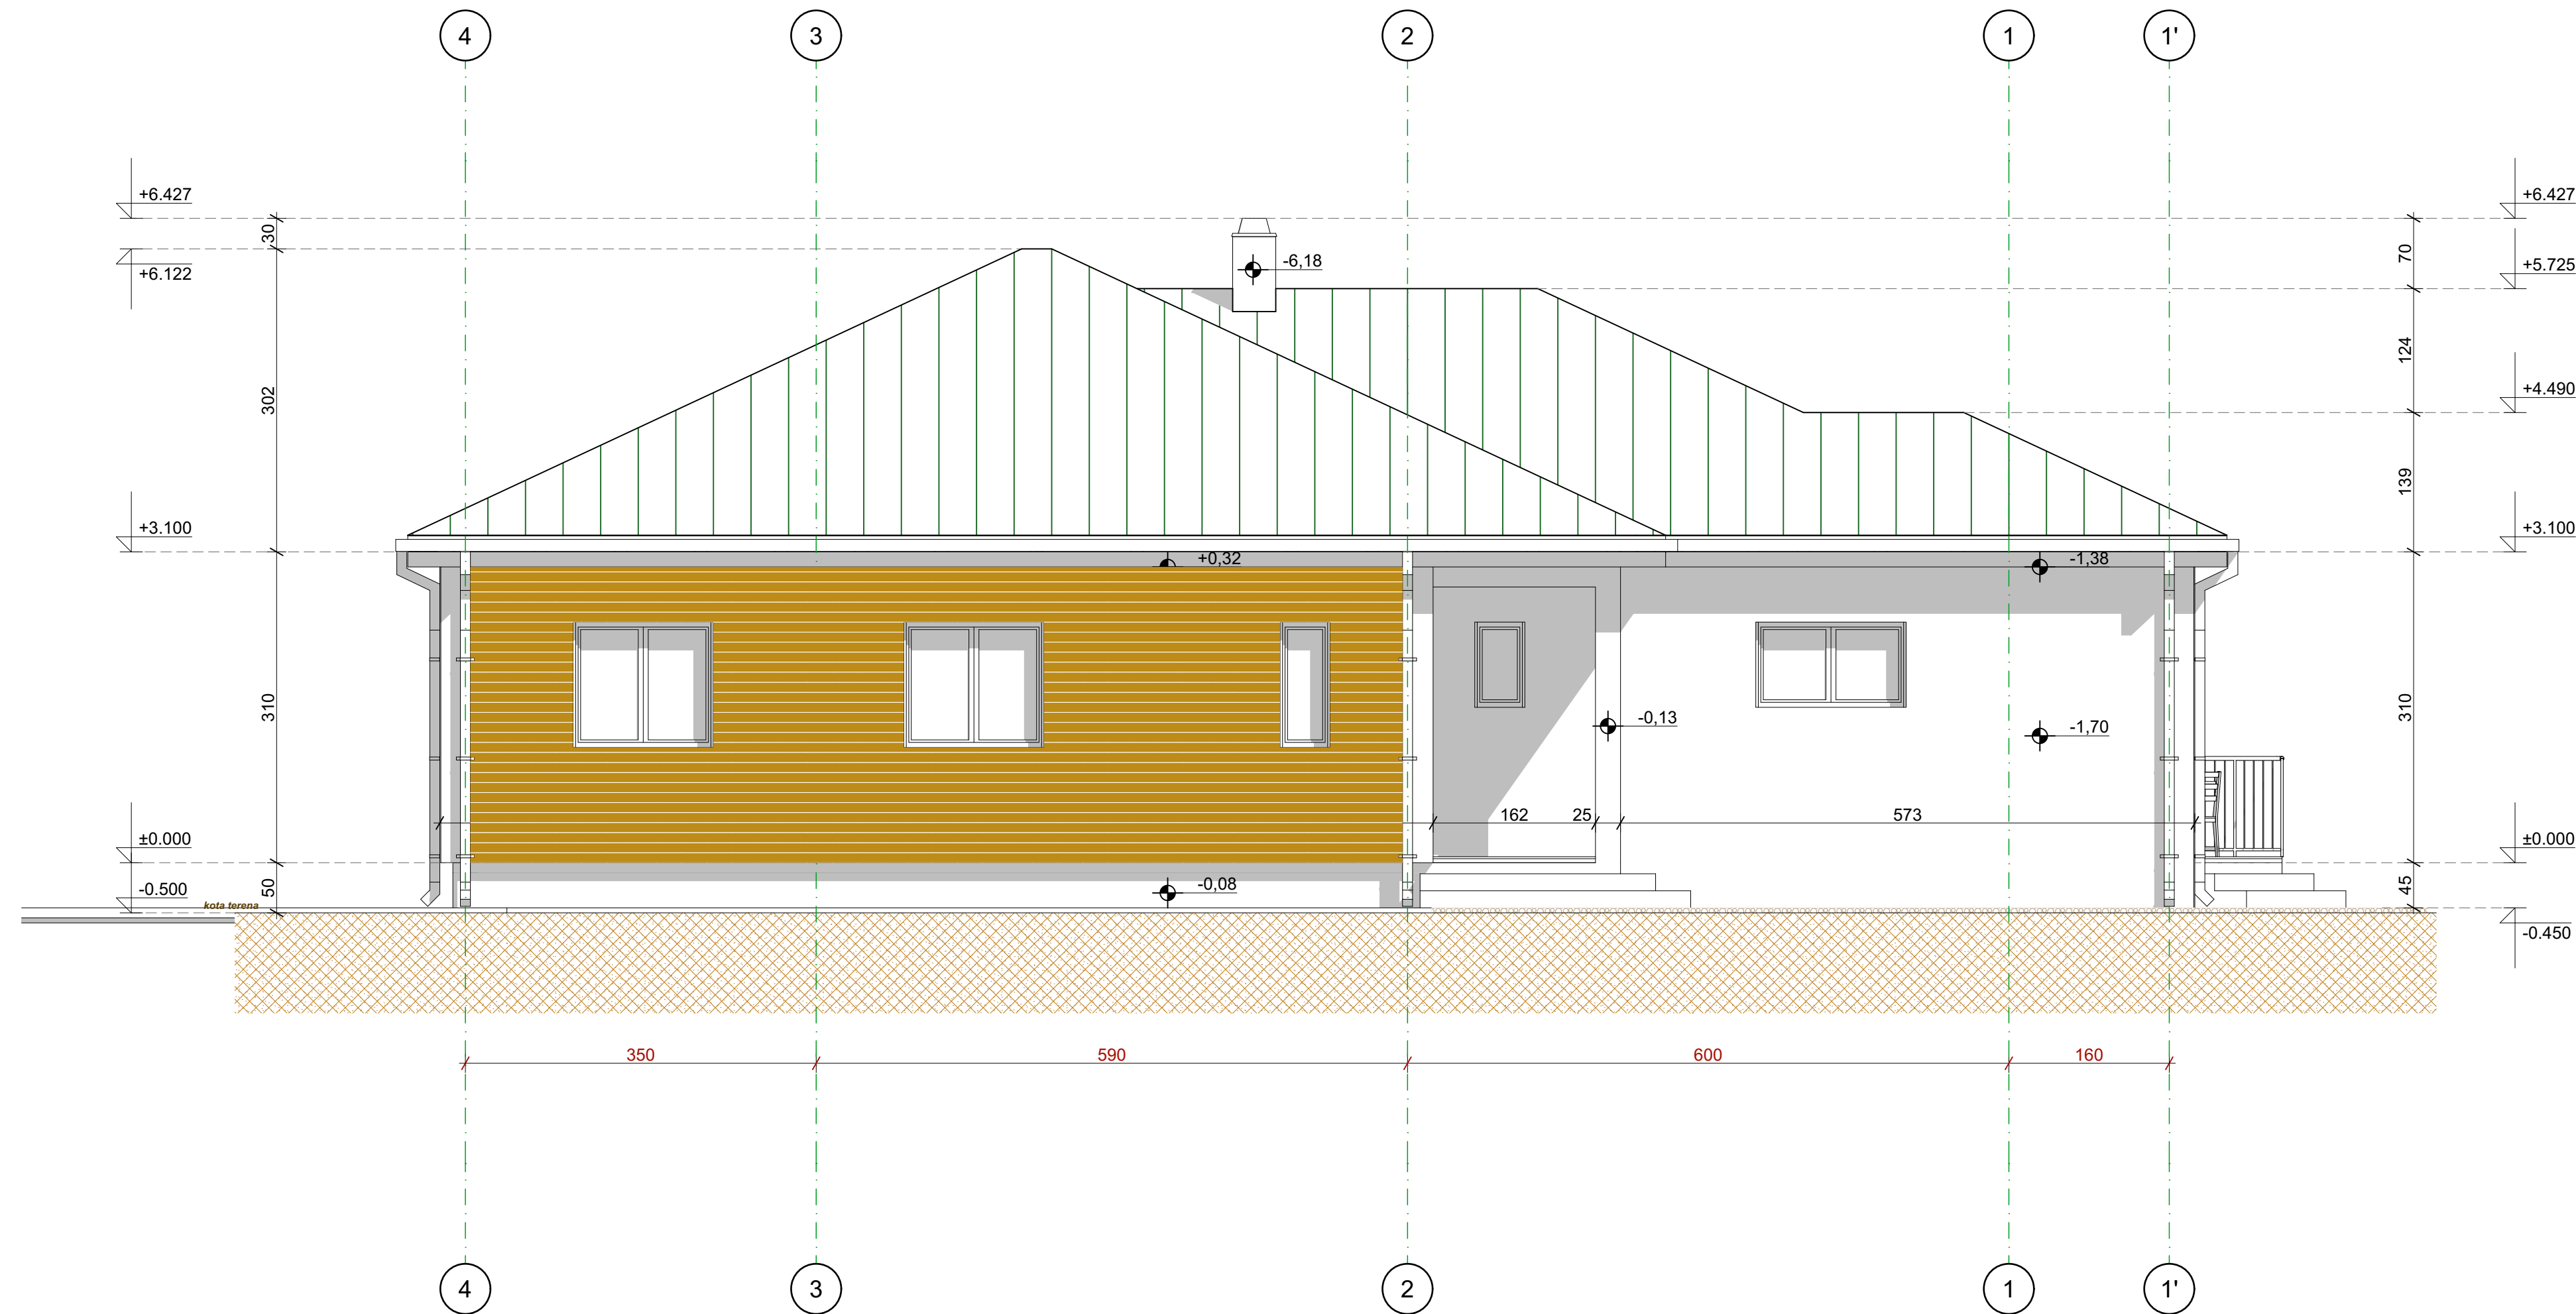 4 3 2 1 1'
+6.427 +6.427
30
70
+6.122 -6,18 +5.725
302
124
+4.490
139
+3.100 +3.100
+0,32 -1,38
310 310
-0,13 -1,70
162 25 573
±0.000 ±0.000
-0.500 50 -0,08 45
kota terena
-0.450
350 590 600 160
4 3 2 1 1'